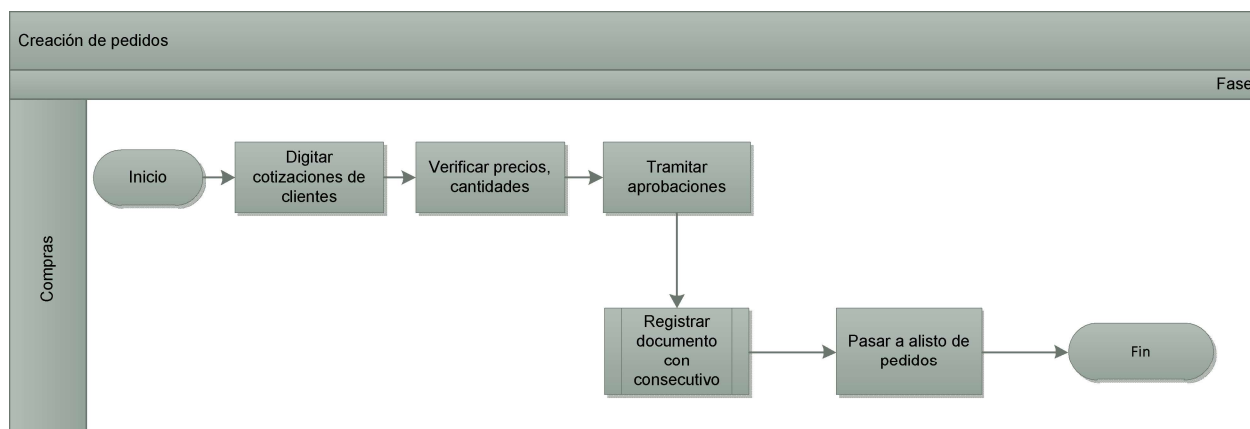 Creación de pedidos
Fase
Compras
Inicio
Digitar
cotizaciones de
clientes
Verificar precios,
cantidades
Tramitar
aprobaciones
Registrar
documento
con
consecutivo
Pasar a alisto de
pedidos
Fin